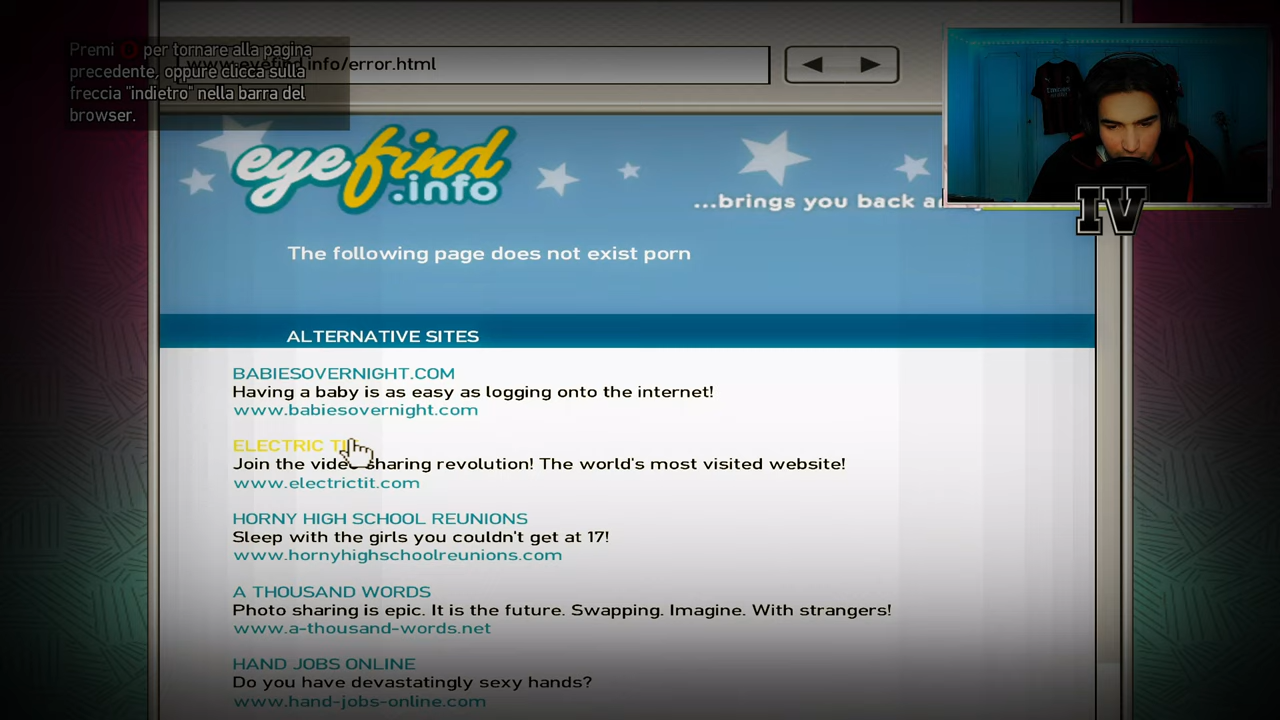 Premi per tornare alla pagina
precedente, oppure clicca sulla
freccia "indietro" nella barra del
browser.
www.eyefind.info/error.html
eyefind
.info
...brings you back
IV
The following page does not exist porn
ALTERNATIVE SITES
BABIESOVERNIGHT.COM
Having a baby is as easy as logging onto the internet!
www.babiesovernight.com
ELECTRIC
Join the video sharing revolution! The world's most visited website!
www.electrictit.com
HORNY HIGH SCHOOL REUNIONS
Sleep with the girls you couldn't get at 17!
www.hornyhighschoolreunions.com
A THOUSAND WORDS
Photo sharing is epic. It is the future. Swapping. Imagine. With strangers!
www.a-thousand-words.net
HAND JOBS ONLINE
Do you have devastatingly sexy hands?
www.hand-jobs-online.com